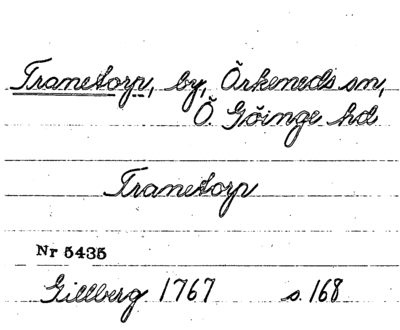 Tranetorp, by, Örkeneds sn,
Ö. Göinge hd
Tranetorp
Nr 5435
Gillberg 1767 s. 168